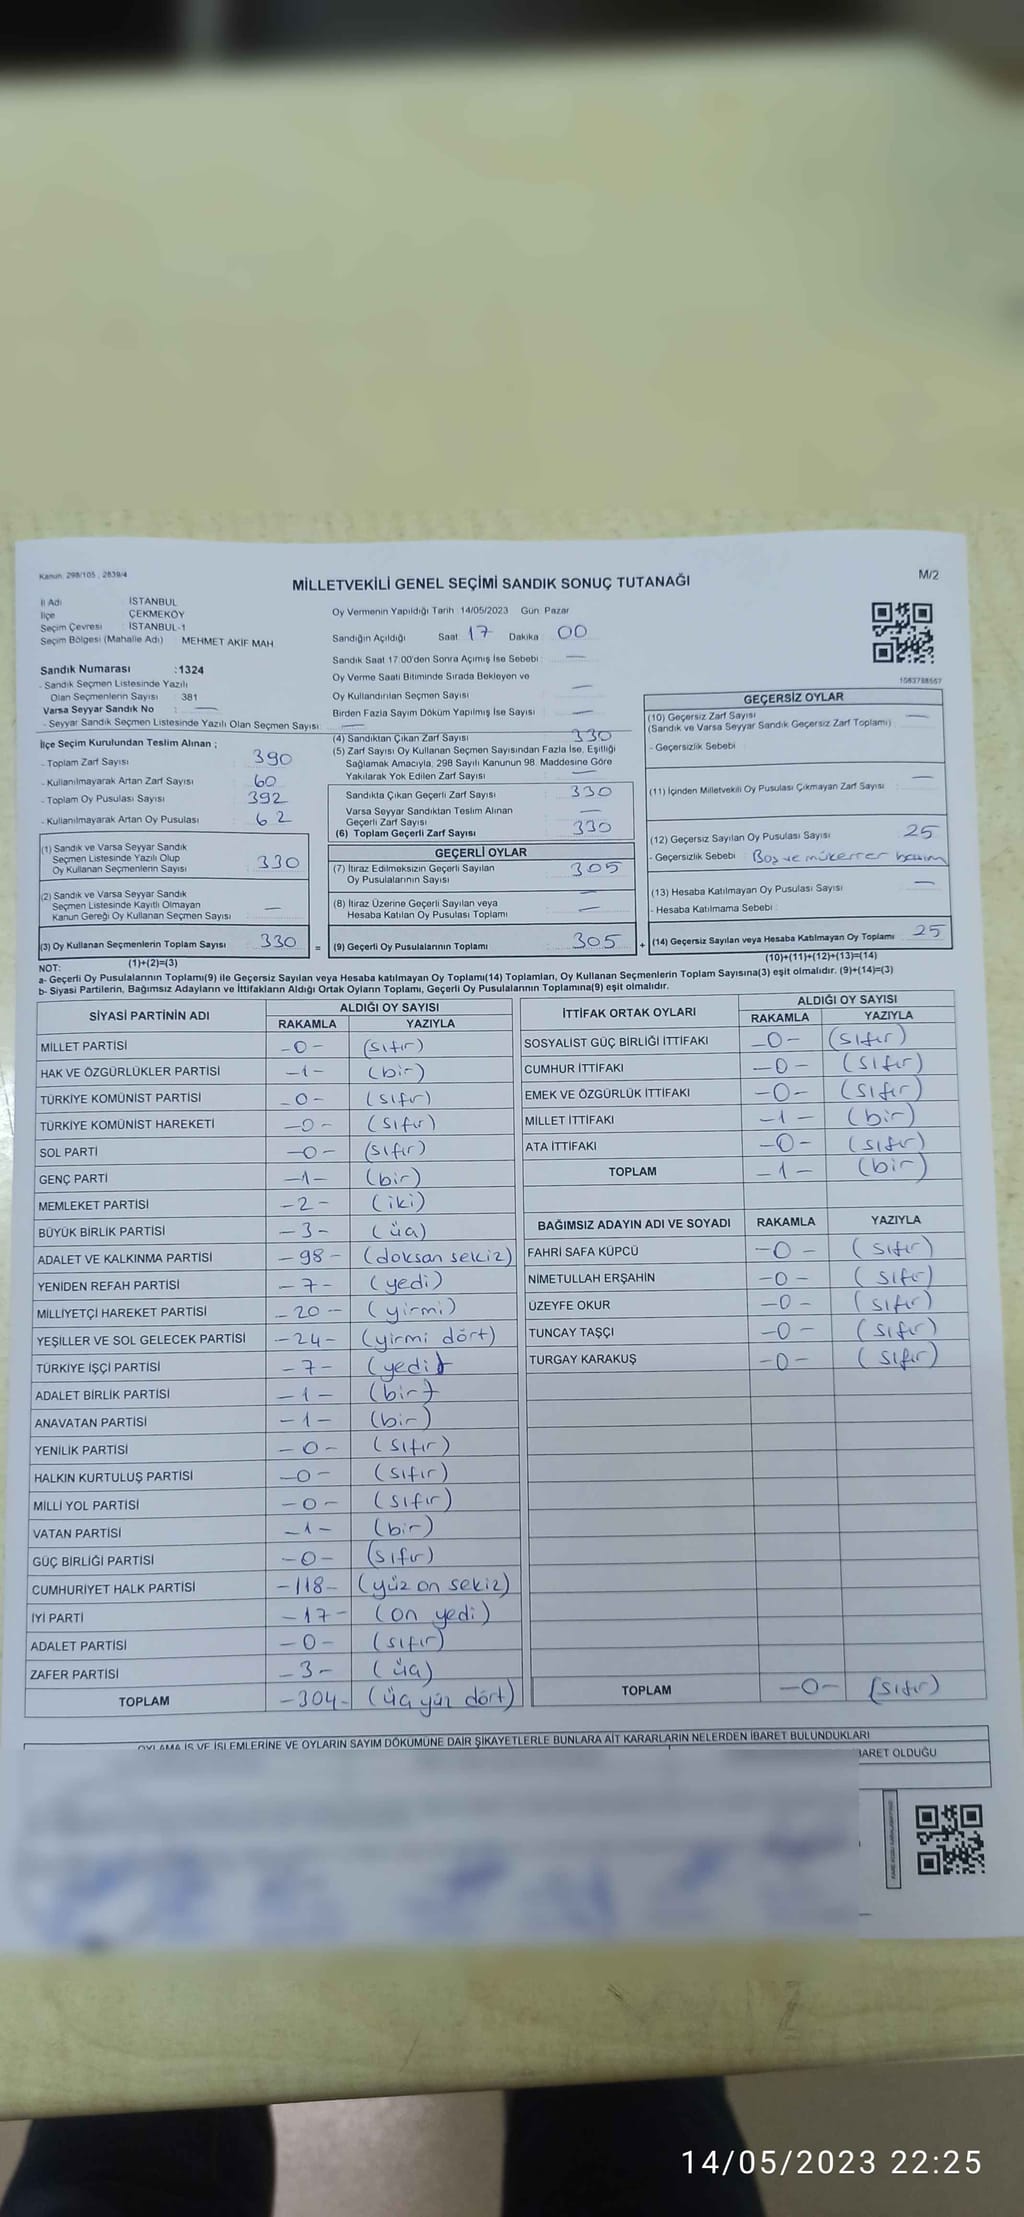 Kanun. 298/105 , 2839/4
MİLLETVEKİLİ GENEL SEÇİMİ SANDIK SONUÇ TUTANAĞI
M/2
İl Adı İSTANBUL
İlçe ÇEKMEKÖY
Seçim Çevresi İSTANBUL-1
Seçim Bölgesi (Mahalle Adı) MEHMET AKİF MAH
Sandık Numarası :1324
- Sandık Seçmen Listesinde Yazılı
Olan Seçmenlerin Sayısı 381
Varsa Seyyar Sandık No : —
- Seyyar Sandık Seçmen Listesinde Yazılı Olan Seçmen Sayısı : —
İlçe Seçim Kurulundan Teslim Alınan ;
- Toplam Zarf Sayısı 390
- Kullanılmayarak Artan Zarf Sayısı 60
- Toplam Oy Pusulası Sayısı 392
- Kullanılmayarak Artan Oy Pusulası 62
(1) Sandık ve Varsa Seyyar Sandık
Seçmen Listesinde Yazılı Olup
Oy Kullanan Seçmenlerin Sayısı 330
(2) Sandık ve Varsa Seyyar Sandık
Seçmen Listesinde Kayıtlı Olmayan
Kanun Gereği Oy Kullanan Seçmen Sayısı —
(3) Oy Kullanan Seçmenlerin Toplam Sayısı 330
(1)+(2)=(3)
Oy Vermenin Yapıldığı Tarih :14/05/2023 Gün: Pazar
Sandığın Açıldığı Saat 17 Dakika 00
Sandık Saat 17.00'den Sonra Açımış İse Sebebi : —
Oy Verme Saati Bitiminde Sırada Bekleyen ve
Oy Kullandırılan Seçmen Sayısı —
Birden Fazla Sayım Döküm Yapılmış İse Sayısı —
(4) Sandıktan Çıkan Zarf Sayısı 330
(5) Zarf Sayısı Oy Kullanan Seçmen Sayısından Fazla İse, Eşitliği
Sağlamak Amacıyla, 298 Sayılı Kanunun 98. Maddesine Göre
Yakılarak Yok Edilen Zarf Sayısı —
Sandıkta Çıkan Geçerli Zarf Sayısı 330
Varsa Seyyar Sandıktan Teslim Alınan
Geçerli Zarf Sayısı —
(6) Toplam Geçerli Zarf Sayısı 330
GEÇERLİ OYLAR
(7) İtiraz Edilmeksizin Geçerli Sayılan
Oy Pusulalarının Sayısı 305
(8) İtiraz Üzerine Geçerli Sayılan veya
Hesaba Katılan Oy Pusulası Toplamı —
= (9) Geçerli Oy Pusulalarının Toplamı 305
1083788667
GEÇERSİZ OYLAR
(10) Geçersiz Zarf Sayısı —
(Sandık ve Varsa Seyyar Sandık Geçersiz Zarf Toplamı)
- Geçersizlik Sebebi :
(11) İçinden Milletvekili Oy Pusulası Çıkmayan Zarf Sayısı —
(12) Geçersiz Sayılan Oy Pusulası Sayısı 25
- Geçersizlik Sebebi : Boş ve mükerrer basım
(13) Hesaba Katılmayan Oy Pusulası Sayısı —
- Hesaba Katılmama Sebebi :
+ (14) Geçersiz Sayılan veya Hesaba Katılmayan Oy Toplamı 25
(10)+(11)+(12)+(13)=(14)
NOT:
a- Geçerli Oy Pusulalarının Toplamı(9) ile Geçersiz Sayılan veya Hesaba katılmayan Oy Toplamı(14) Toplamları, Oy Kullanan Seçmenlerin Toplam Sayısına(3) eşit olmalıdır. (9)+(14)=(3)
b- Siyasi Partilerin, Bağımsız Adayların ve İttifakların Aldığı Ortak Oyların Toplamı, Geçerli Oy Pusulalarının Toplamına(9) eşit olmalıdır.
SİYASİ PARTİNİN ADI ALDIĞI OY SAYISI
RAKAMLA YAZIYLA
MİLLET PARTİSİ -0- (sıfır)
HAK VE ÖZGÜRLÜKLER PARTİSİ -1- (bir)
TÜRKİYE KOMÜNİST PARTİSİ -0- (sıfır)
TÜRKİYE KOMÜNİST HAREKETİ -0- (sıfır)
SOL PARTİ -0- (sıfır)
GENÇ PARTİ -1- (bir)
MEMLEKET PARTİSİ -2- (iki)
BÜYÜK BİRLİK PARTİSİ -3- (üç)
ADALET VE KALKINMA PARTİSİ -98- (doksan sekiz)
YENİDEN REFAH PARTİSİ -7- (yedi)
MİLLİYETÇİ HAREKET PARTİSİ -20- (yirmi)
YEŞİLLER VE SOL GELECEK PARTİSİ -24- (yirmi dört)
TÜRKİYE İŞÇİ PARTİSİ -7- (yedi)
ADALET BİRLİK PARTİSİ -1- (bir)
ANAVATAN PARTİSİ -1- (bir)
YENİLİK PARTİSİ -0- (sıfır)
HALKIN KURTULUŞ PARTİSİ -0- (sıfır)
MİLLİ YOL PARTİSİ -0- (sıfır)
VATAN PARTİSİ -1- (bir)
GÜÇ BİRLİĞİ PARTİSİ -0- (sıfır)
CUMHURİYET HALK PARTİSİ -118- (yüz on sekiz)
İYİ PARTİ -17- (on yedi)
ADALET PARTİSİ -0- (sıfır)
ZAFER PARTİSİ -3- (üç)
TOPLAM -304- (üç yüz dört)
İTTİFAK ORTAK OYLARI ALDIĞI OY SAYISI
RAKAMLA YAZIYLA
SOSYALİST GÜÇ BİRLİĞİ İTTİFAKI -0- (sıfır)
CUMHUR İTTİFAKI -0- (sıfır)
EMEK VE ÖZGÜRLÜK İTTİFAKI -0- (sıfır)
MİLLET İTTİFAKI -1- (bir)
ATA İTTİFAKI -0- (sıfır)
TOPLAM -1- (bir)
BAĞIMSIZ ADAYIN ADI VE SOYADI RAKAMLA YAZIYLA
FAHRİ SAFA KÜPCÜ -0- (sıfır)
NİMETULLAH ERŞAHİN -0- (sıfır)
ÜZEYFE OKUR -0- (sıfır)
TUNCAY TAŞÇI -0- (sıfır)
TURGAY KARAKUŞ -0- (sıfır)
TOPLAM -0- (sıfır)
OYLAMA İŞ VE İŞLEMLERİNE VE OYLARIN SAYIM DÖKÜMÜNE DAİR ŞİKAYETLERLE BUNLARA AİT KARARLARIN NELERDEN İBARET BULUNDUKLARI
BARET OLDUĞU
14/05/2023 22:25